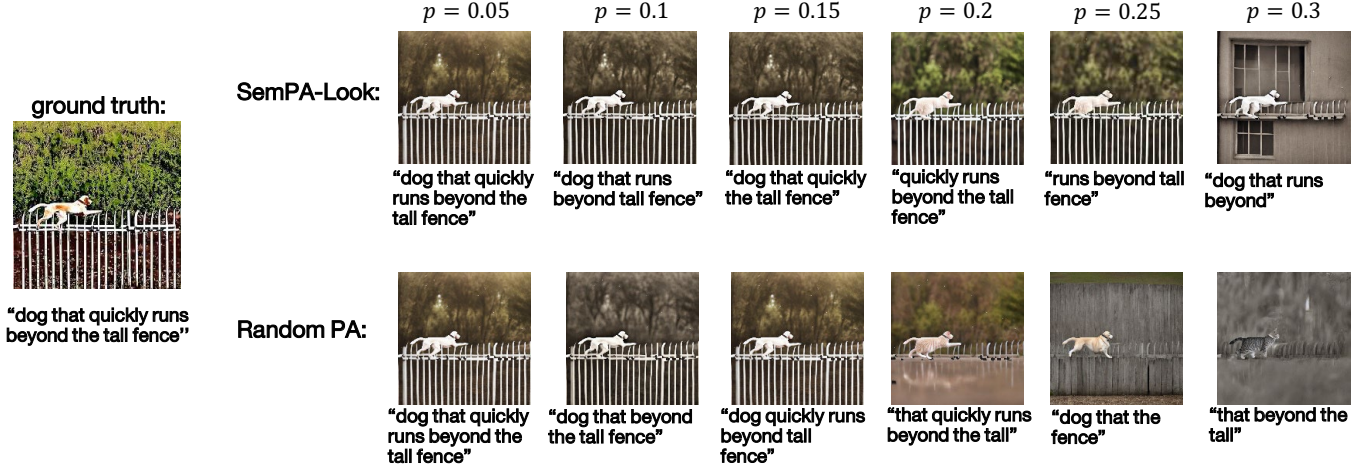 p = 0.05
p = 0.1
p = 0.15
p = 0.2
p = 0.25
p = 0.3
ground truth:
"dog that quickly runs
beyond the tall fence''
SemPA-Look:
“dog that quickly
runs beyond the
tall fence”
“dog that runs
beyond tall fence”
“dog that quickly
the tall fence”
“quickly runs
beyond the tall
fence”
“runs beyond tall
fence”
“dog that runs
beyond”
Random PA:
“dog that quickly
runs beyond the
tall fence”
“dog that beyond
the tall fence”
“dog quickly runs
beyond tall
fence”
“that quickly runs
beyond the tall”
“dog that the
fence”
“that beyond the
tall”